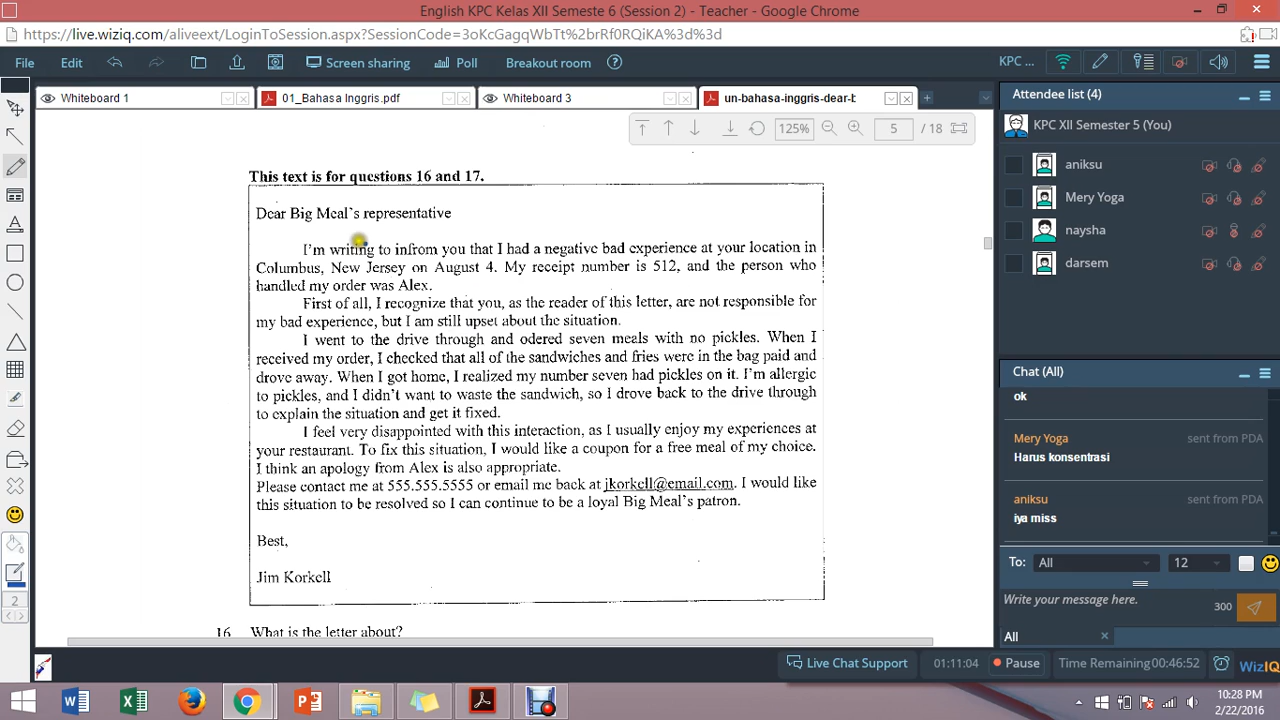 English KPC Kelas XII Semeste 6 (Session 2) - Teacher - Google Chrome
https://live.wiziq.com/aliveext/LoginToSession.aspx?SessionCode=3oKcGagqWbTt%2brRf0RQiKA%3d%3d
File Edit Screen sharing Poll Breakout room ? KPC ...
Whiteboard 1 01_Bahasa Inggris.pdf Whiteboard 3 un-bahasa-inggris-dear-b
Attendee list (4)
125% 5 / 18
KPC XII Semester 5 (You)
aniksu
Mery Yoga
naysha
darsem
This text is for questions 16 and 17.
Dear Big Meal's representative
I'm writing to infrom you that I had a negative bad experience at your location in
Columbus, New Jersey on August 4. My receipt number is 512, and the person who
handled my order was Alex.
First of all, I recognize that you, as the reader of this letter, are not responsible for
my bad experience, but I am still upset about the situation.
I went to the drive through and odered seven meals with no pickles. When I
received my order, I checked that all of the sandwiches and fries were in the bag paid and
drove away. When I got home, I realized my number seven had pickles on it. I'm allergic
to pickles, and I didn't want to waste the sandwich, so I drove back to the drive through
to explain the situation and get it fixed.
I feel very disappointed with this interaction, as I usually enjoy my experiences at
your restaurant. To fix this situation, I would like a coupon for a free meal of my choice.
I think an apology from Alex is also appropriate.
Please contact me at 555.555.5555 or email me back at jkorkell@email.com. I would like
this situation to be resolved so I can continue to be a loyal Big Meal's patron.
Best,
Jim Korkell
16 What is the letter about?
Chat (All)
ok
Mery Yoga sent from PDA
Harus konsentrasi
aniksu sent from PDA
iya miss
To: All 12
Write your message here. 300
All
2
Live Chat Support 01:11:04 Pause Time Remaining 00:46:52 WizIQ
10:28 PM
2/22/2016